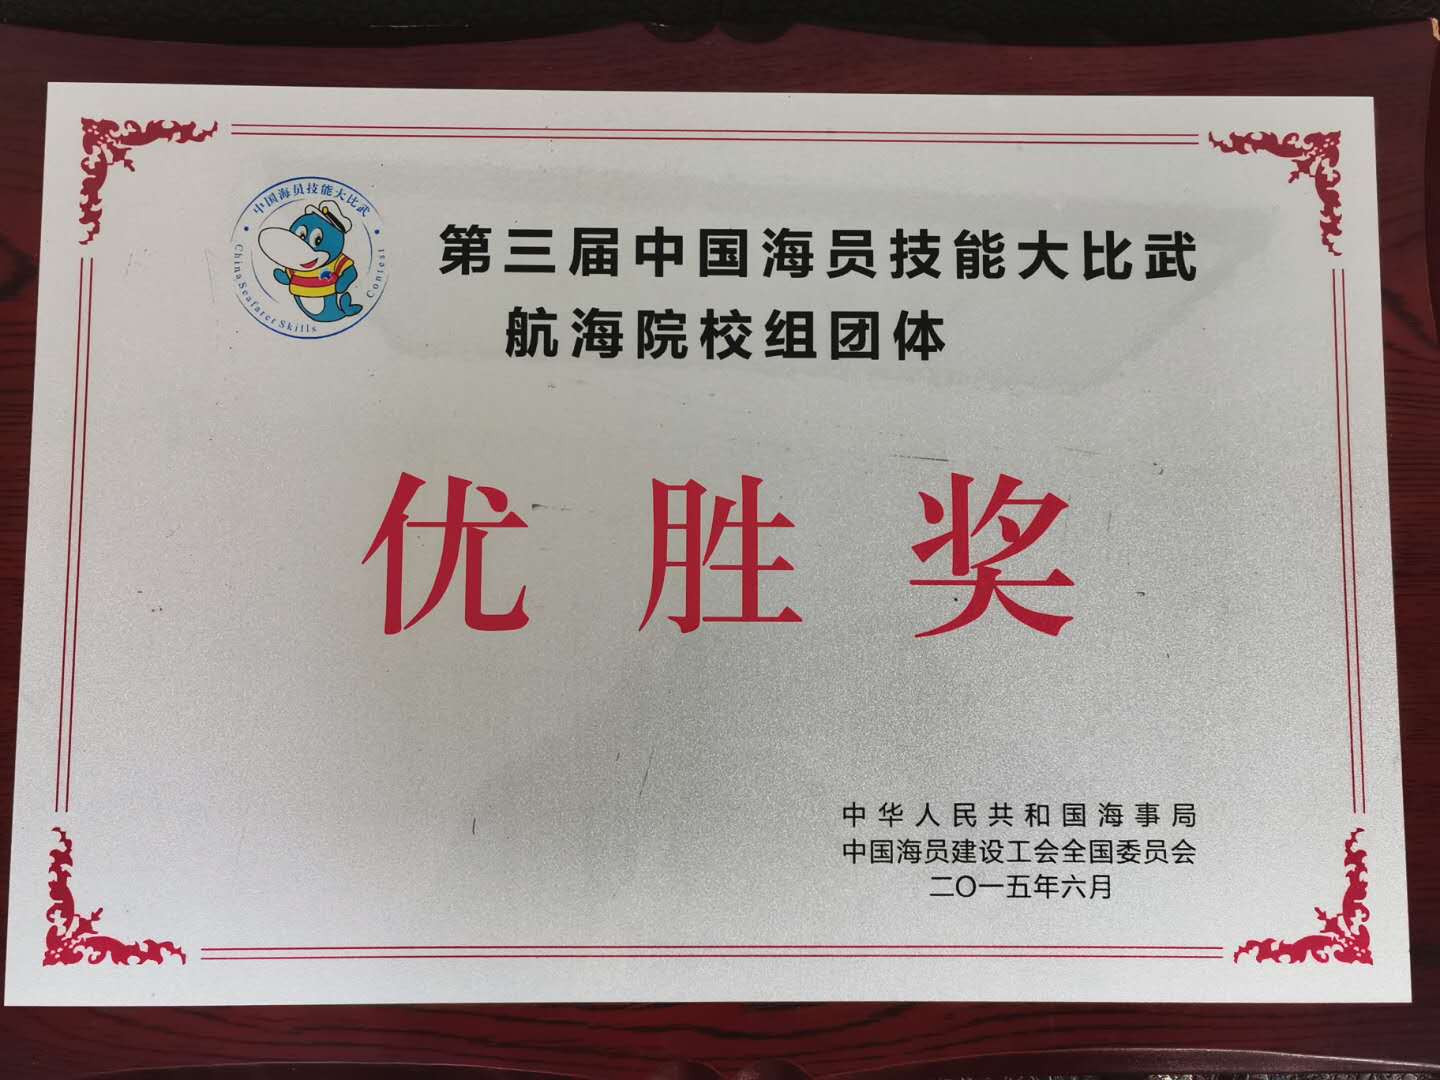 中国海员技能大比武
China Seafarer Skills Contest
第三届中国海员技能大比武
航海院校组团体
优胜奖
中华人民共和国海事局
中国海员建设工会全国委员会
二〇一五年六月